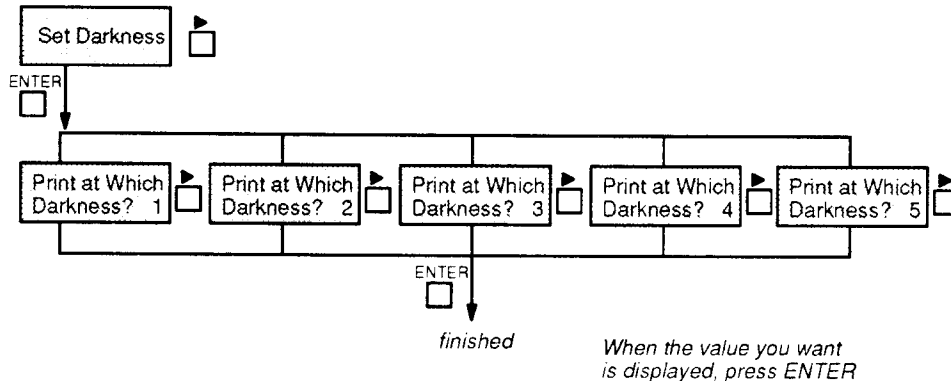 Set Darkness
ENTER
Print at Which
Darkness? 1
Print at Which
Darkness? 2
Print at Which
Darkness? 3
Print at Which
Darkness? 4
Print at Which
Darkness? 5
ENTER
finished
When the value you want
is displayed, press ENTER